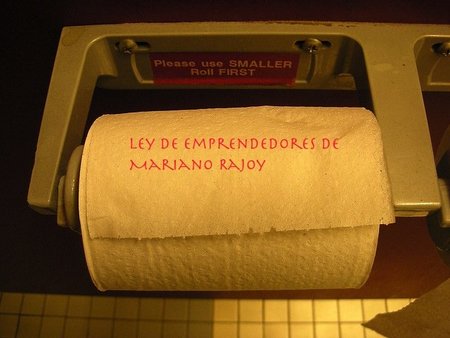 Please use SMALLER
Roll FIRST
LEY DE EMPRENDEDORES DE
MARIANO RAJOY